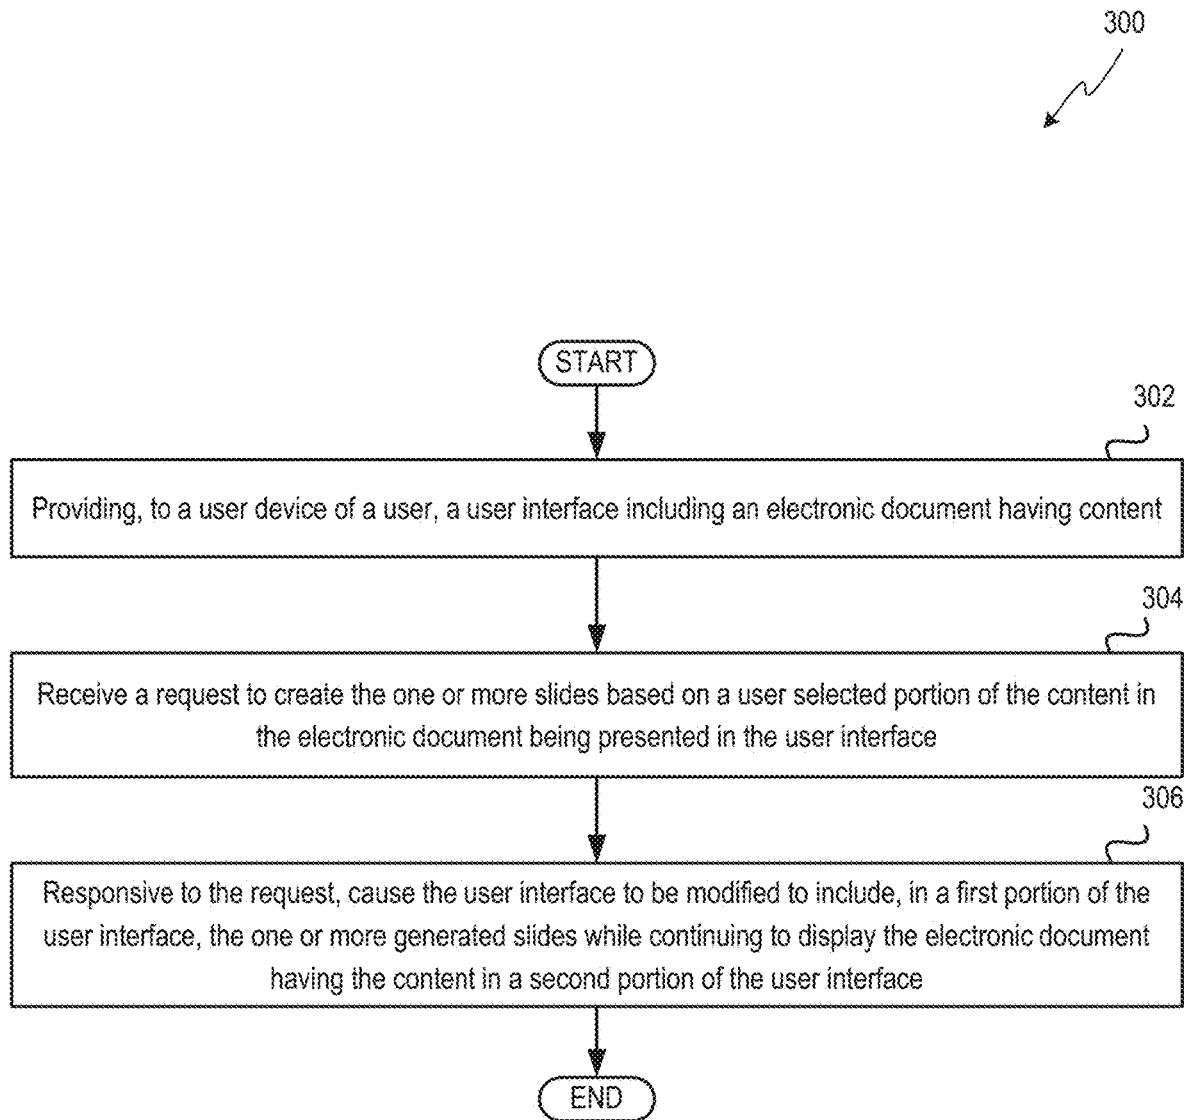 300
START
302
Providing, to a user device of a user, a user interface including an electronic document having content
304
Receive a request to create the one or more slides based on a user selected portion of the content in
the electronic document being presented in the user interface
306
Responsive to the request, cause the user interface to be modified to include, in a first portion of the
user interface, the one or more generated slides while continuing to display the electronic document
having the content in a second portion of the user interface
END